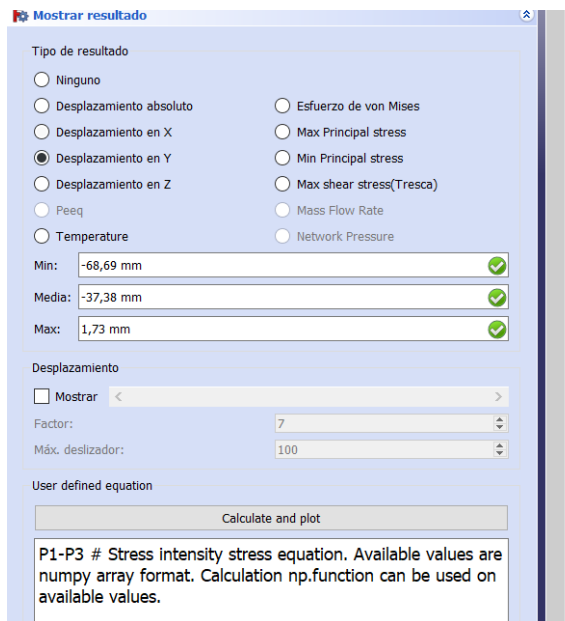 Mostrar resultado
Tipo de resultado
Ninguno
Desplazamiento absoluto Esfuerzo de von Mises
Desplazamiento en X Max Principal stress
Desplazamiento en Y Min Principal stress
Desplazamiento en Z Max shear stress(Tresca)
Peeq Mass Flow Rate
Temperature Network Pressure
Min: -68,69 mm
Media: -37,38 mm
Max: 1,73 mm
Desplazamiento
Mostrar
Factor: 7
Máx. deslizador: 100
User defined equation
Calculate and plot
P1-P3 # Stress intensity stress equation. Available values are
numpy array format. Calculation np.function can be used on
available values.